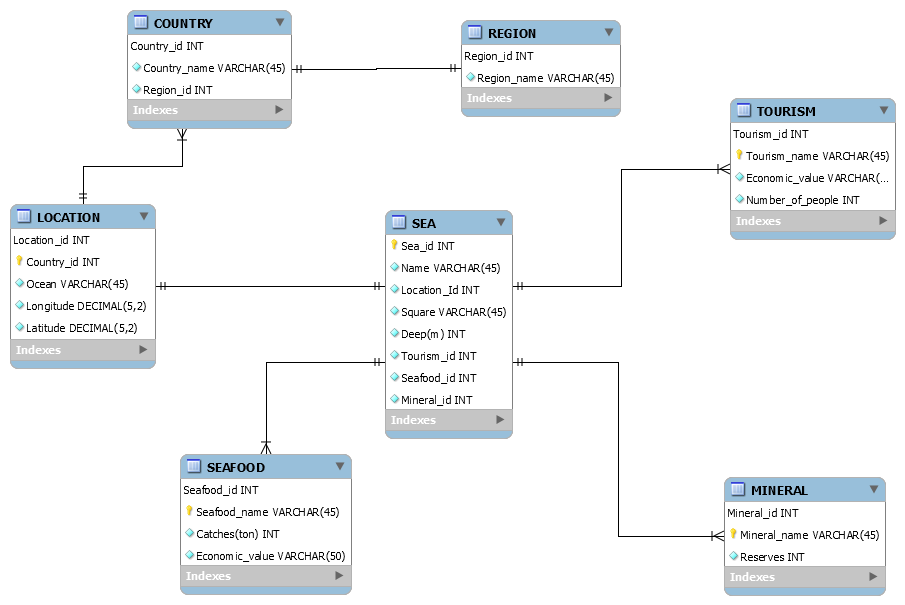 COUNTRY
Country_id INT
Country_name VARCHAR(45)
Region_id INT
Indexes
REGION
Region_id INT
Region_name VARCHAR(45)
Indexes
TOURISM
Tourism_id INT
Tourism_name VARCHAR(45)
Economic_value VARCHAR(...
Number_of_people INT
Indexes
LOCATION
Location_id INT
Country_id INT
Ocean VARCHAR(45)
Longitude DECIMAL(5,2)
Latitude DECIMAL(5,2)
Indexes
SEA
Sea_id INT
Name VARCHAR(45)
Location_Id INT
Square VARCHAR(45)
Deep(m) INT
Tourism_id INT
Seafood_id INT
Mineral_id INT
Indexes
SEAFOOD
Seafood_id INT
Seafood_name VARCHAR(45)
Catches(ton) INT
Economic_value VARCHAR(50)
Indexes
MINERAL
Mineral_id INT
Mineral_name VARCHAR(45)
Reserves INT
Indexes